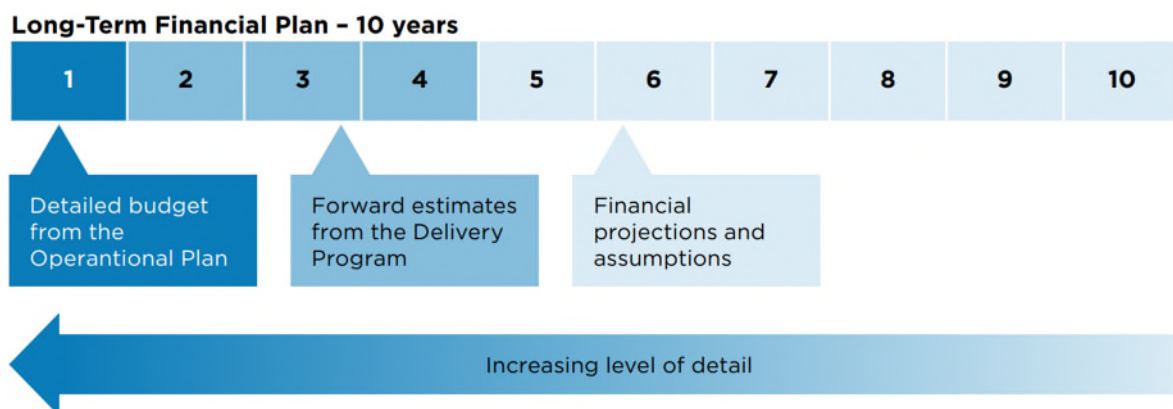 Long-Term Financial Plan – 10 years
1 2 3 4 5 6 7 8 9 10
Detailed budget
from the
Operantional Plan
Forward estimates
from the Delivery
Program
Financial
projections and
assumptions
Increasing level of detail